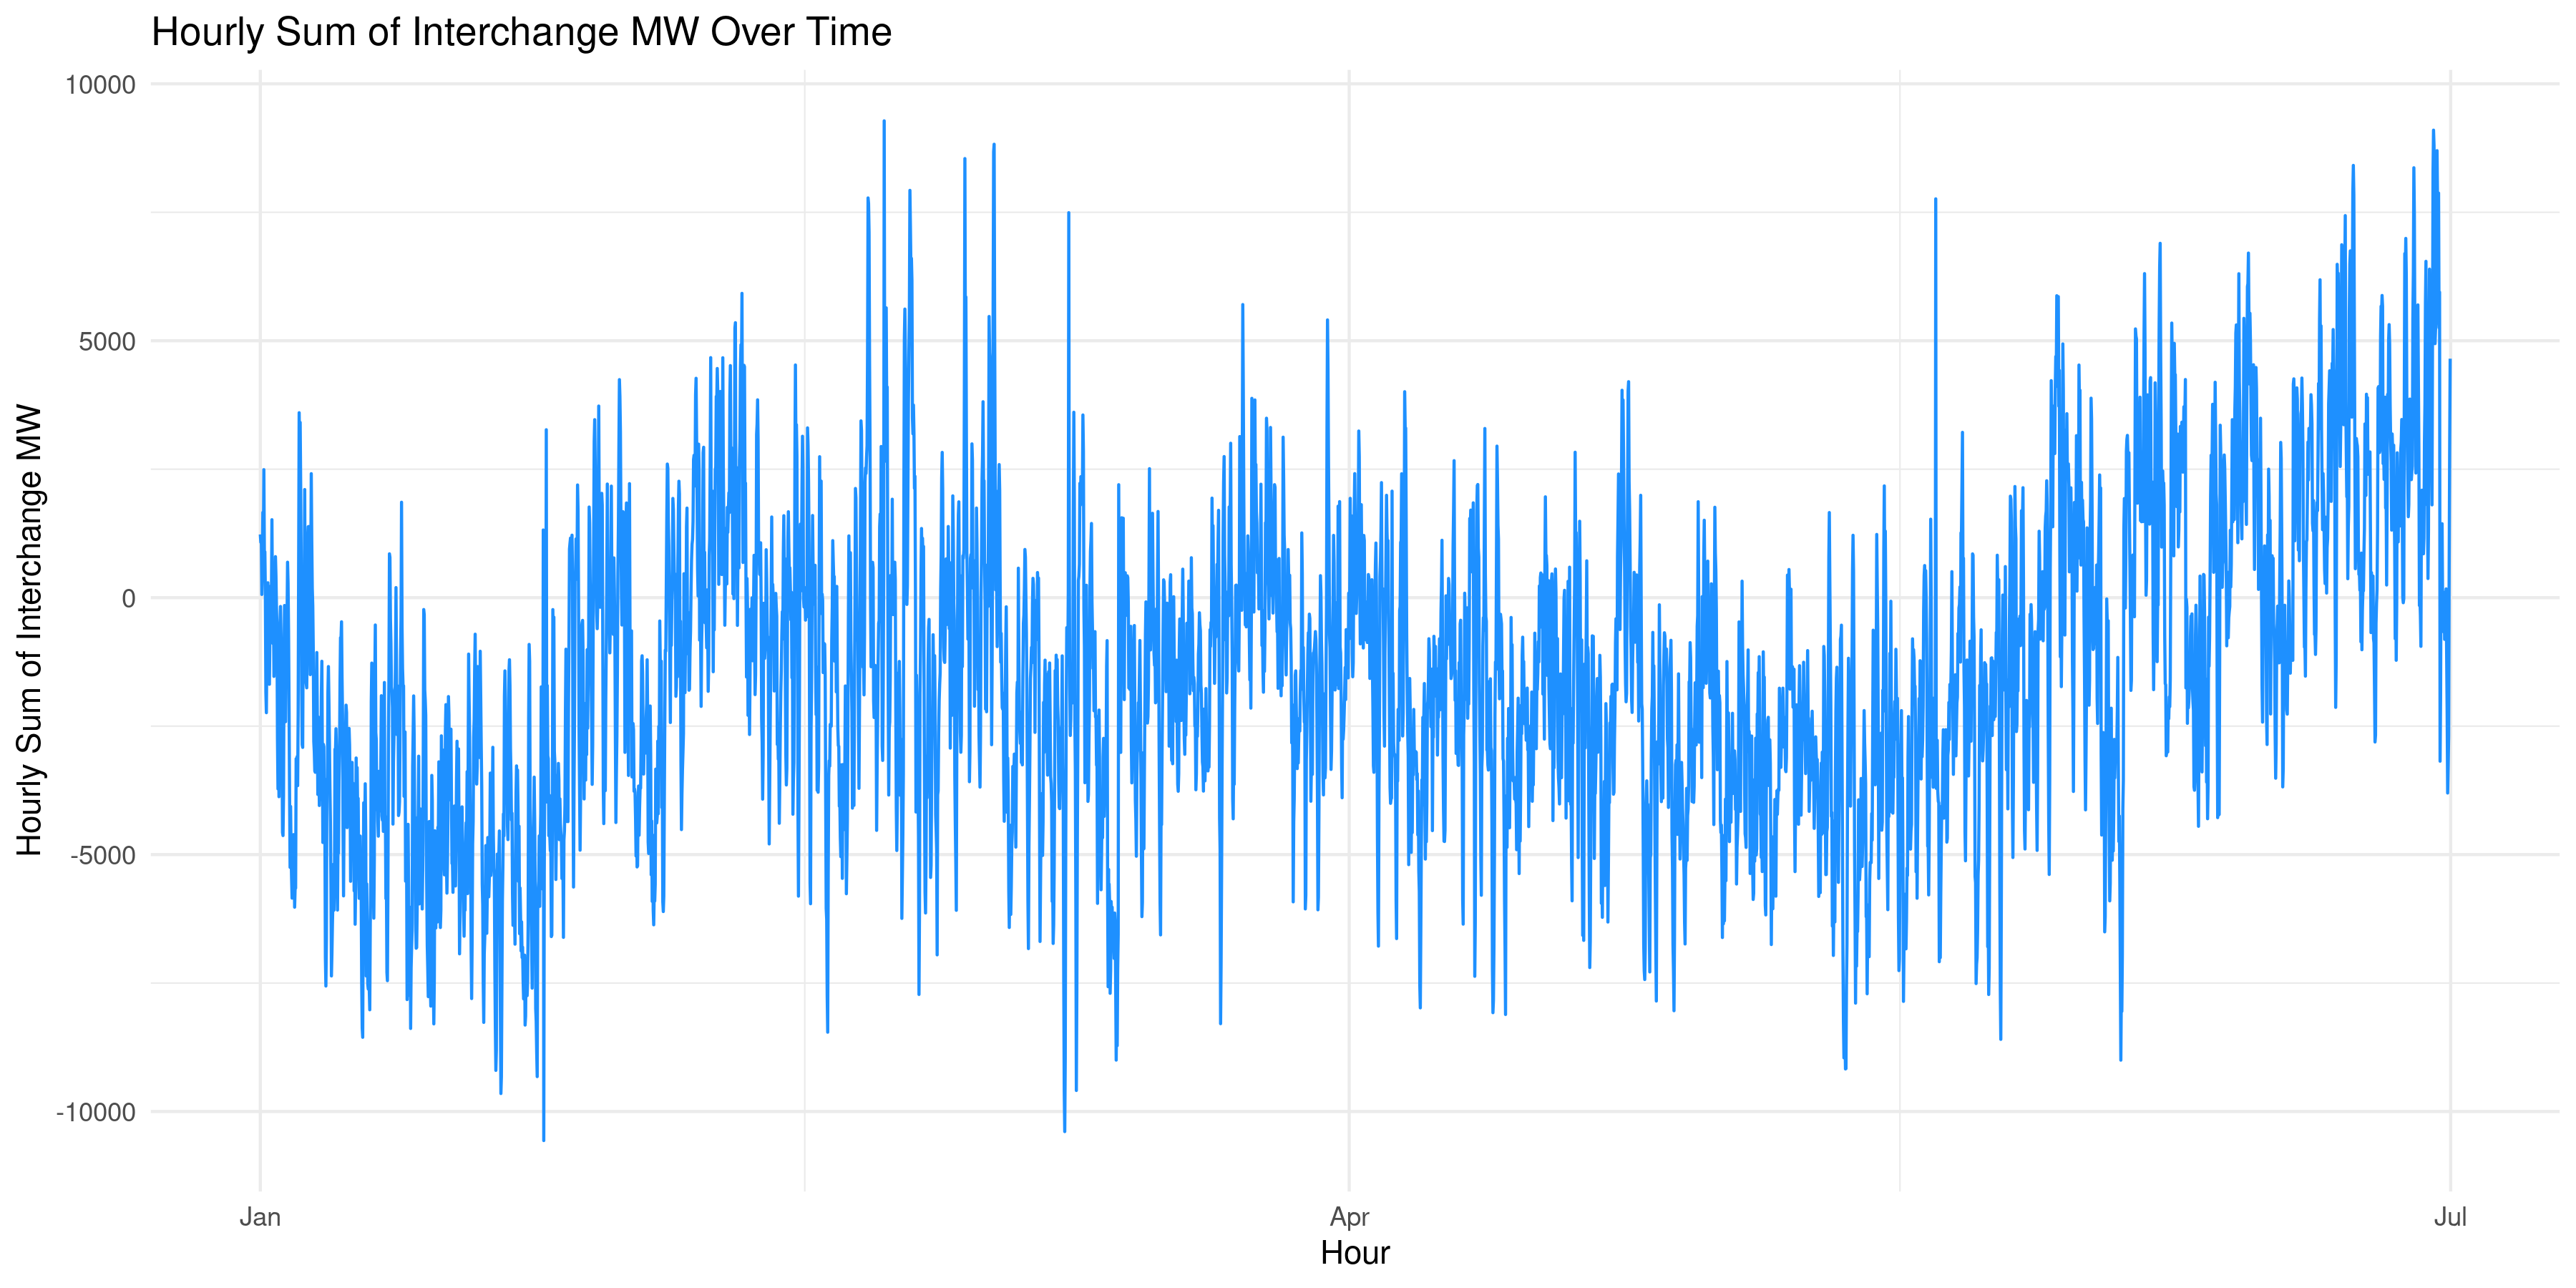 Hourly Sum of Interchange MW Over Time
Hourly Sum of Interchange MW
10000
5000
0
-5000
-10000
Jan
Apr
Jul
Hour